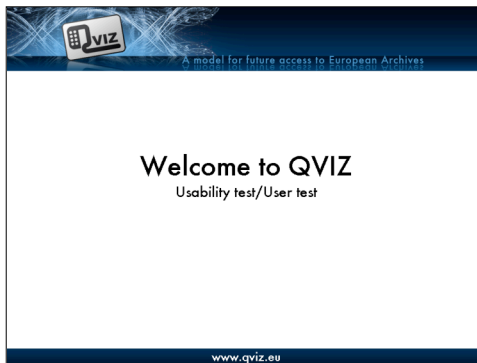 QVIZ
A model for future access to European Archives
Welcome to QVIZ
Usability test/User test
www.qviz.eu